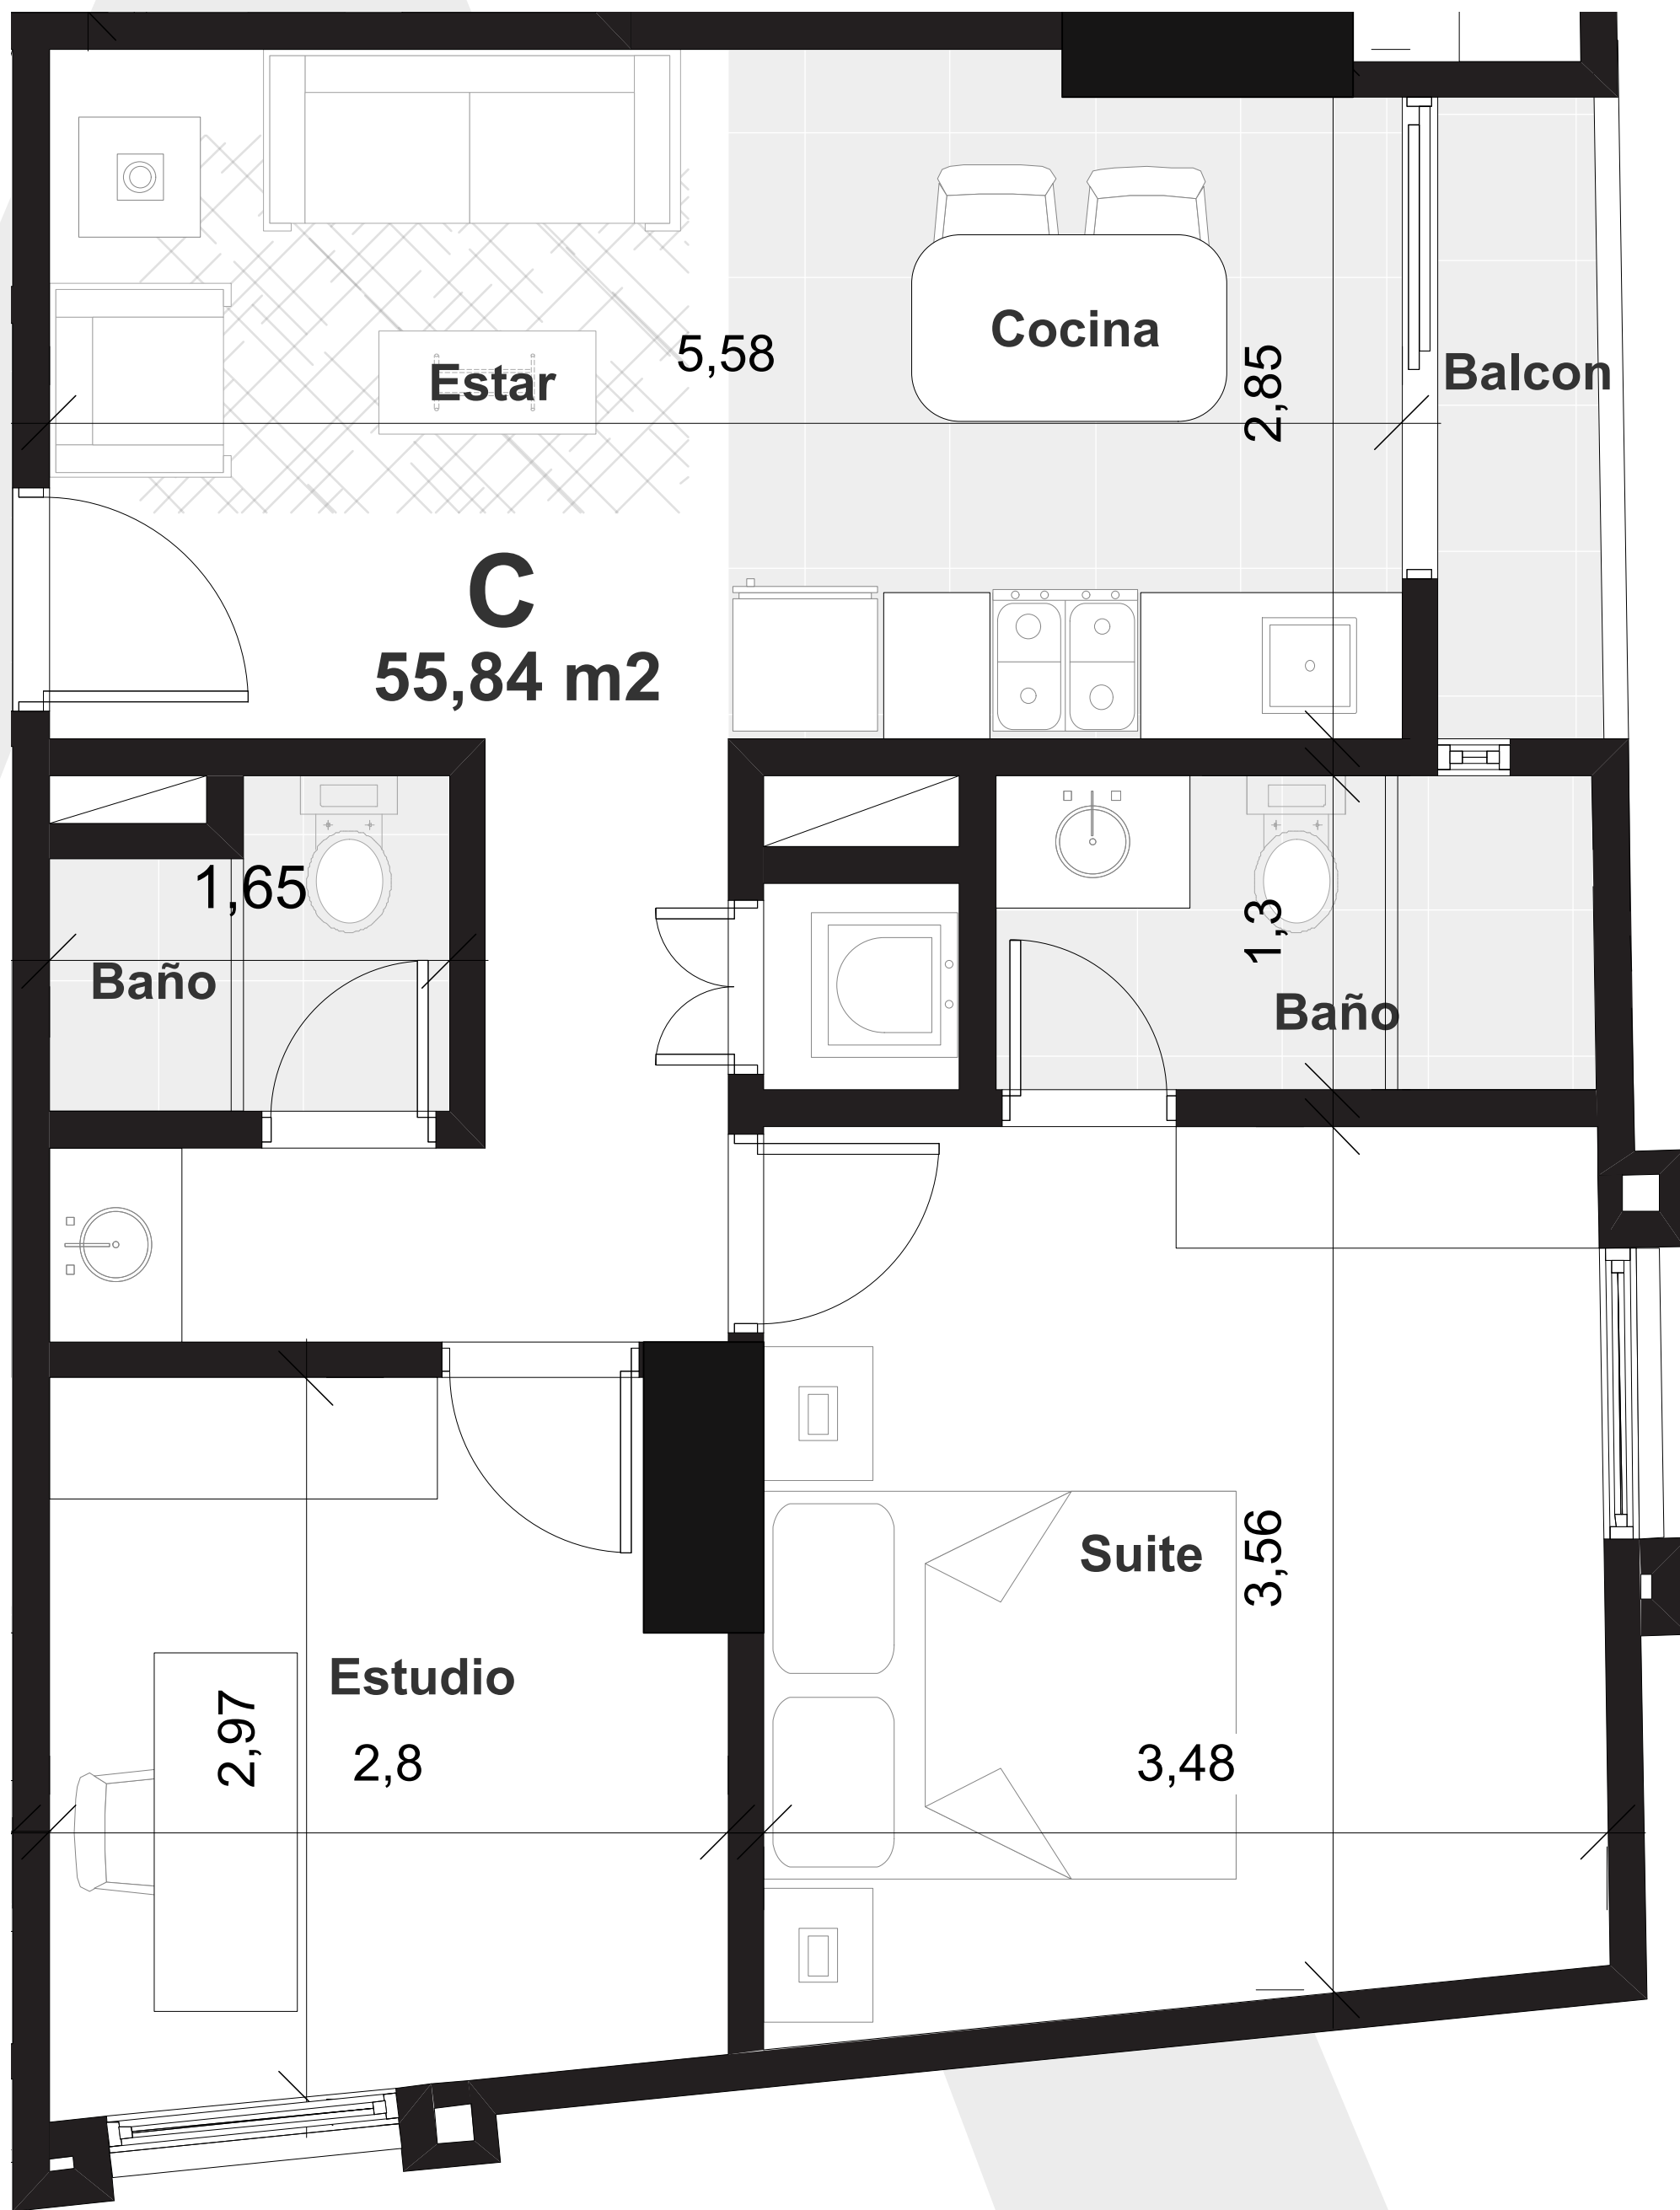 Estar
5,58
Cocina
2,85
Balcon
C
55,84 m2
1,65
Baño
1,3
Baño
Suite
3,56
Estudio
2,97
2,8
3,48